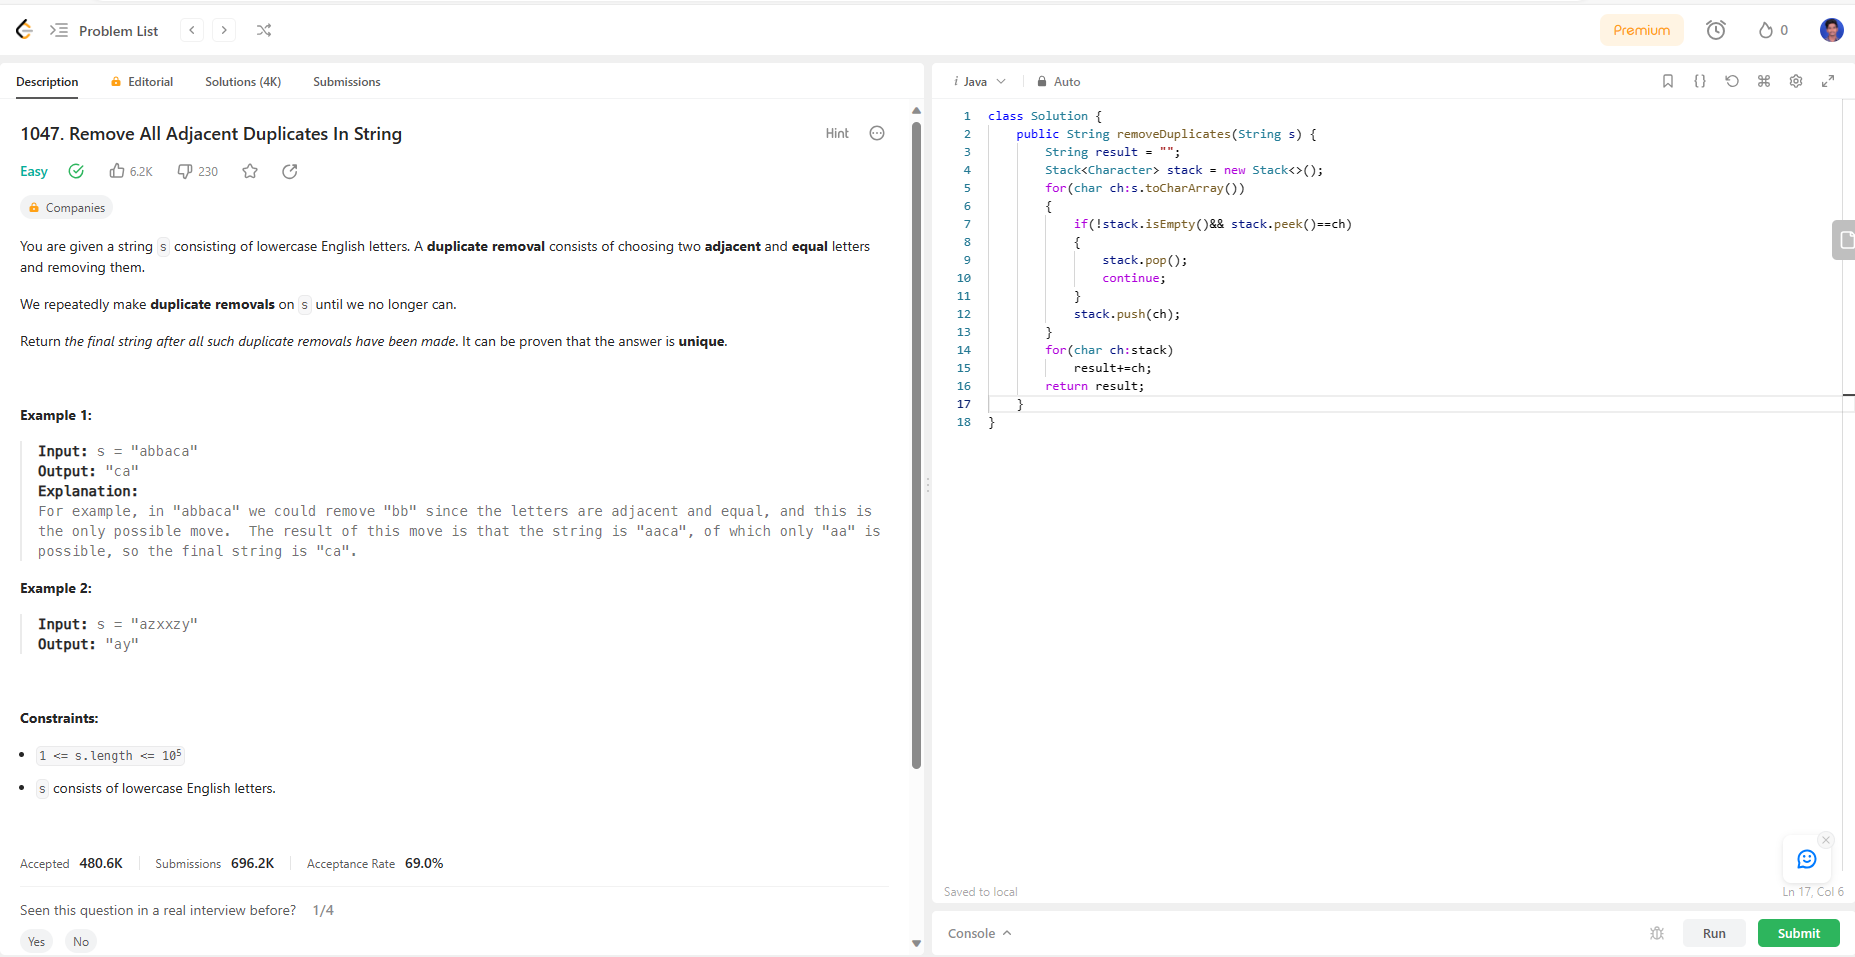 Problem List
Premium
0
Description
Editorial
Solutions (4K)
Submissions
1047. Remove All Adjacent Duplicates In String
Hint
Easy
6.2K
230
Companies
You are given a string s consisting of lowercase English letters. A duplicate removal consists of choosing two adjacent and equal letters
and removing them.
We repeatedly make duplicate removals on s until we no longer can.
Return the final string after all such duplicate removals have been made. It can be proven that the answer is unique.
Example 1:
Input: s = "abbaca"
Output: "ca"
Explanation:
For example, in "abbaca" we could remove "bb" since the letters are adjacent and equal, and this is
the only possible move.  The result of this move is that the string is "aaca", of which only "aa" is
possible, so the final string is "ca".
Example 2:
Input: s = "azxxzy"
Output: "ay"
Constraints:
1 <= s.length <= 10⁵
s consists of lowercase English letters.
Accepted 480.6K
Submissions 696.2K
Acceptance Rate 69.0%
Seen this question in a real interview before? 1/4
Yes
No
i Java
Auto
1 class Solution {
2 public String removeDuplicates(String s) {
3 String result = "";
4 Stack<Character> stack = new Stack<>();
5 for(char ch:s.toCharArray())
6 {
7 if(!stack.isEmpty()&& stack.peek()==ch)
8 {
9 stack.pop();
10 continue;
11 }
12 stack.push(ch);
13 }
14 for(char ch:stack)
15 result+=ch;
16 return result;
17 }
18 }
Saved to local
Ln 17, Col 6
Console
Run
Submit